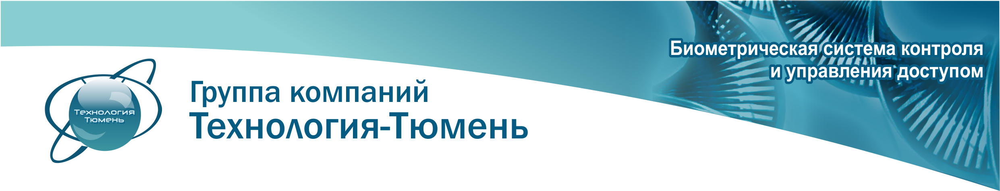 Биометрическая система контроля
и управления доступом
Группа компаний
Технология-Тюмень
Технология
Тюмень